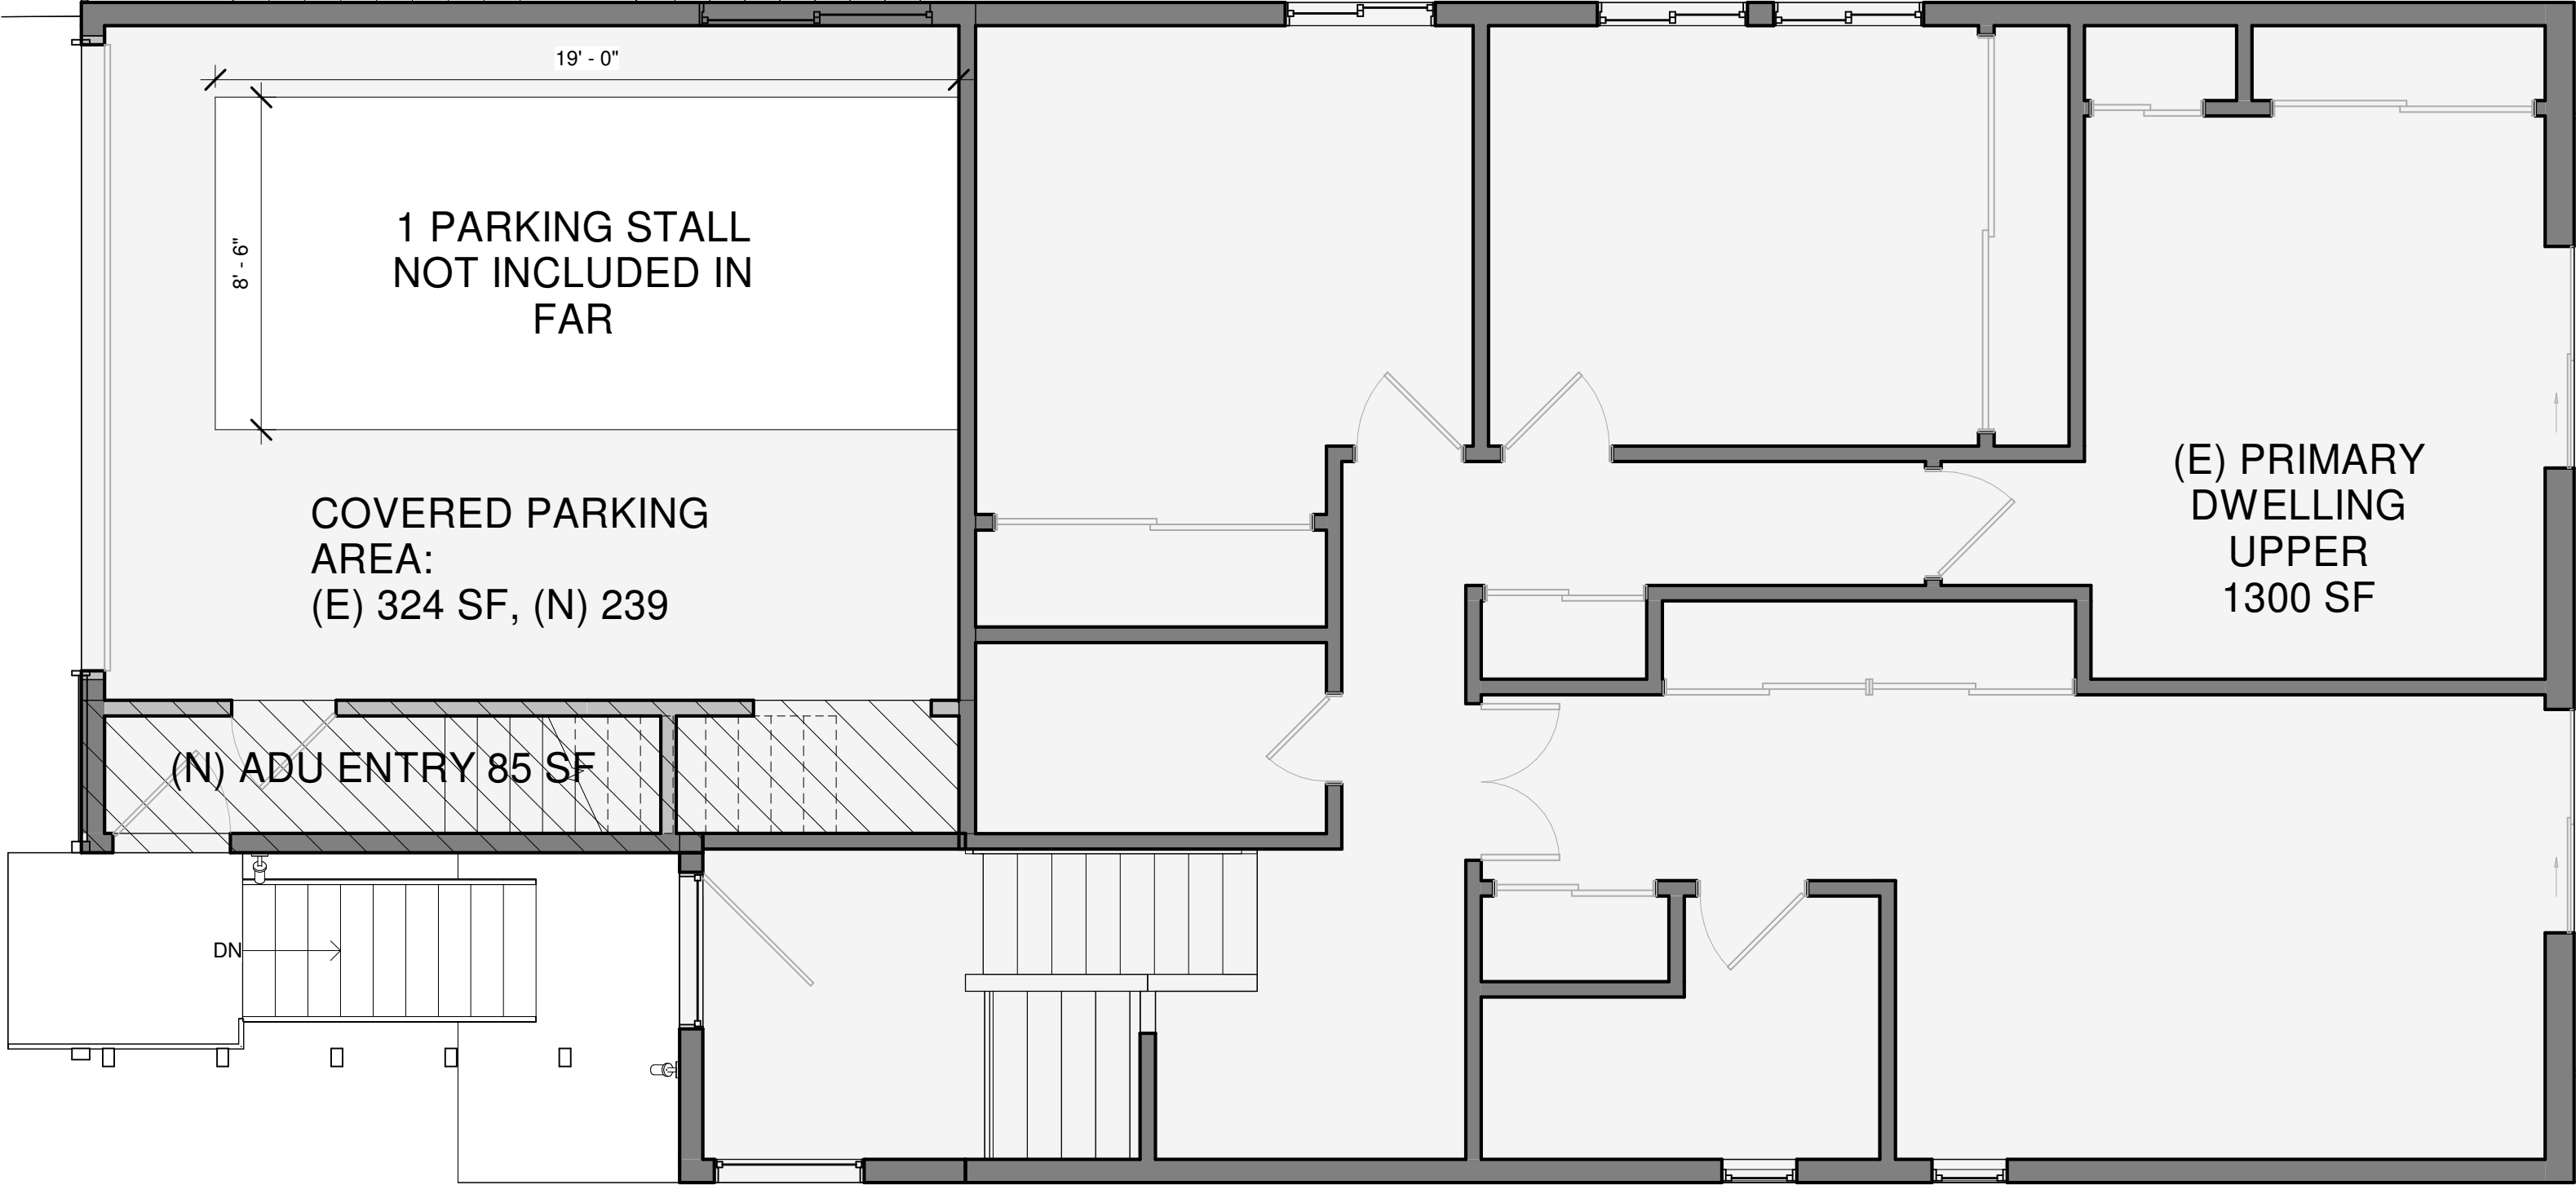 19' - 0"
8' - 6"
1 PARKING STALL
NOT INCLUDED IN
FAR
COVERED PARKING
AREA:
(E) 324 SF, (N) 239
(E) PRIMARY
DWELLING
UPPER
1300 SF
(N) ADU ENTRY 85 SF
DN